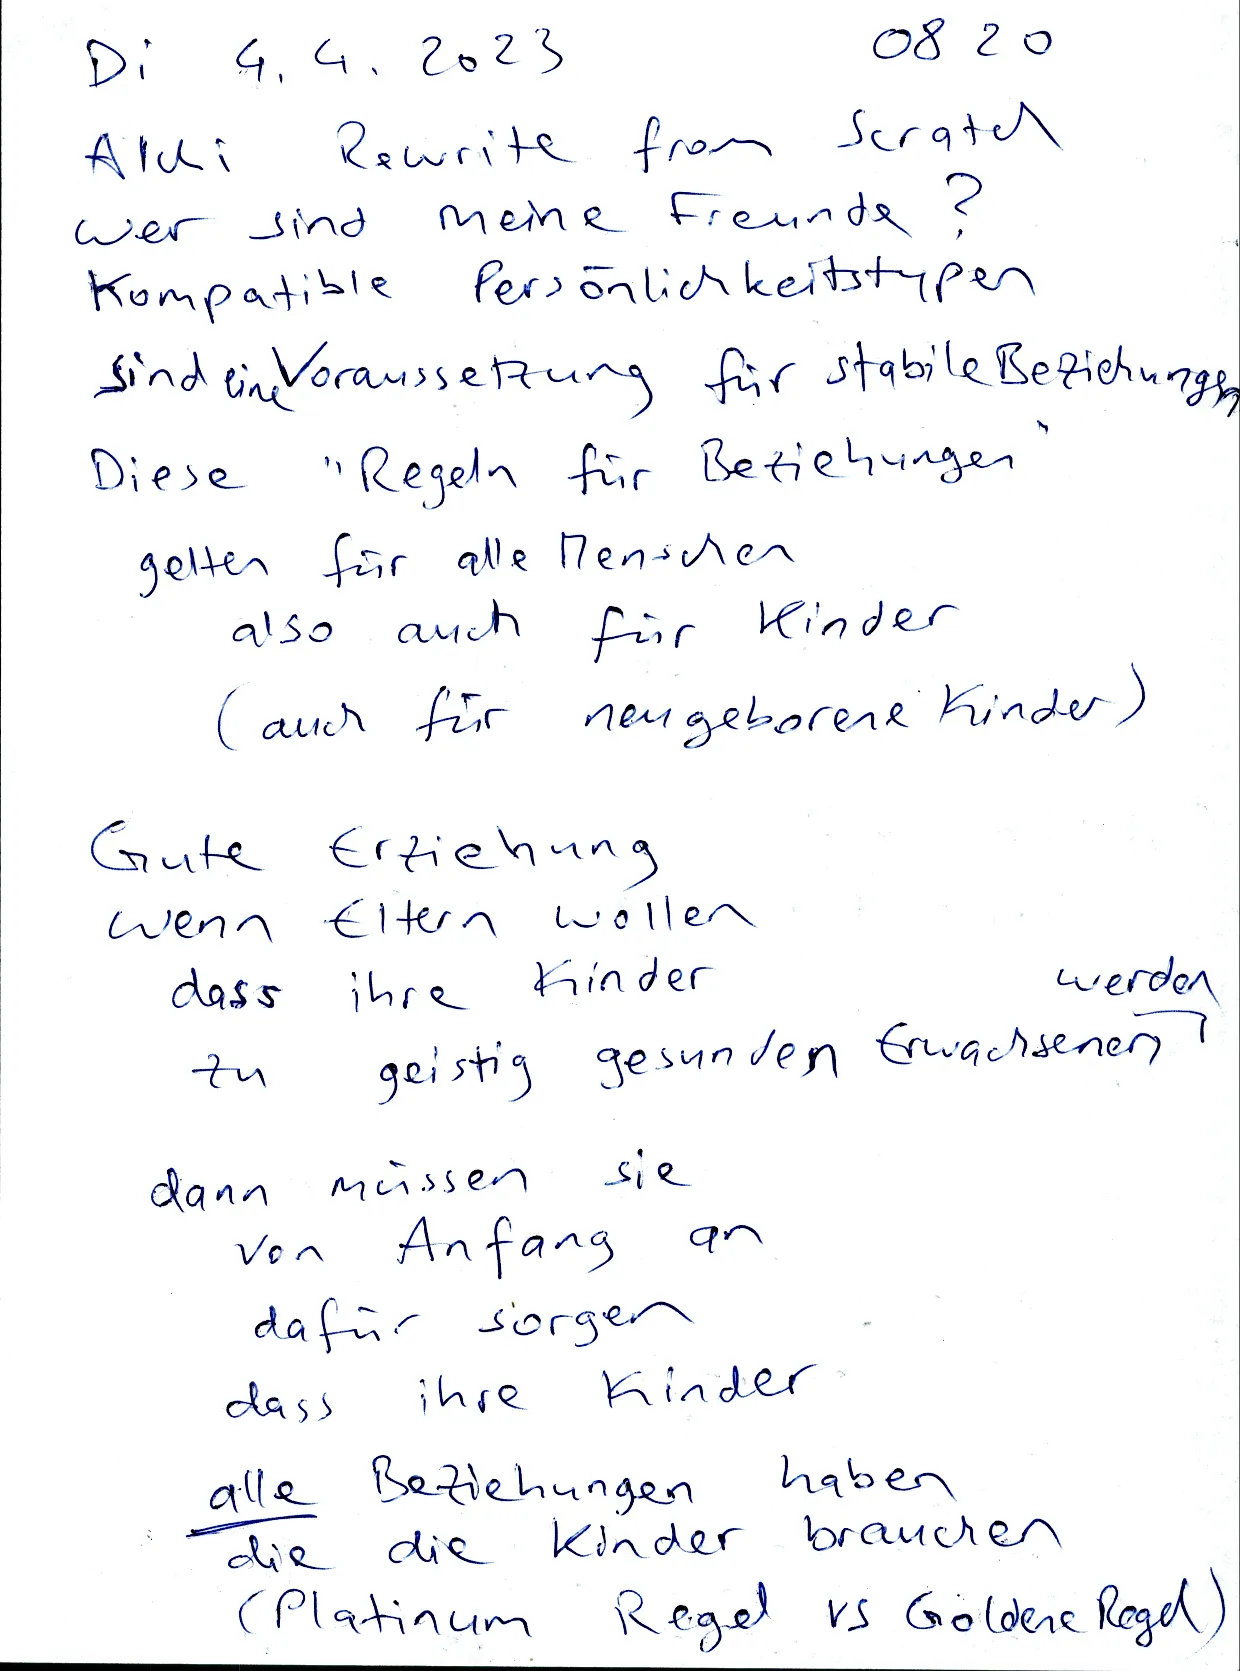 Di 4.4.2023 0820
Alchi Rewrite from Scratch
wer sind meine Freunde?
Kompatible Persönlichkeitstypen
sind eine Voraussetzung für stabile Beziehungen
Diese "Regeln für Beziehungen"
gelten für alle Menschen
also auch für Kinder
(auch für neugeborene Kinder)
Gute Erziehung
wenn Eltern wollen
dass ihre Kinder
zu geistig gesunden Erwachsenen werden
dann müssen sie
von Anfang an
dafür sorgen
dass ihre Kinder
alle Beziehungen haben
die die Kinder brauchen
(Platinum Regel vs Goldene Regel)